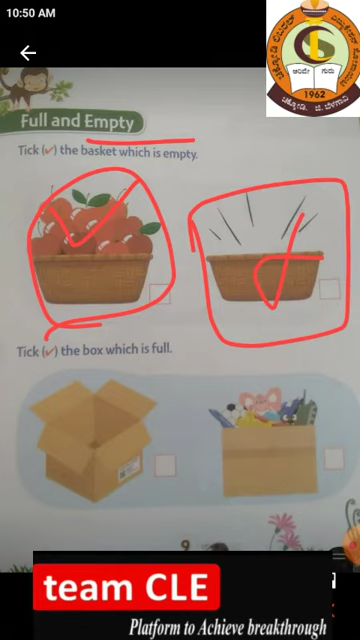 10:50 AM
1962
Full and Empty
Tick (✓) the basket which is empty.
Tick (✓) the box which is full.
9
team CLE
Platform to Achieve breakthrough